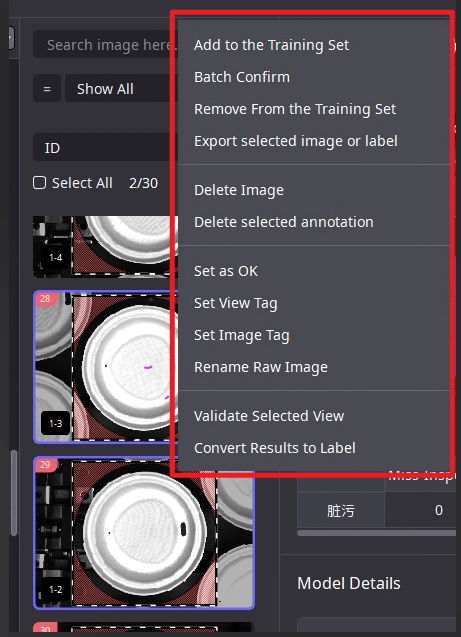 Search image here.
Add to the Training Set
= Show All
Batch Confirm
Remove From the Training Set
ID
Export selected image or label
Select All 2/30
Delete Image
Delete selected annotation
1-4
Set as OK
28
Set View Tag
Set Image Tag
Rename Raw Image
1-3
Validate Selected View
Convert Results to Label
29
脏污 0
Model Details
1-2
30